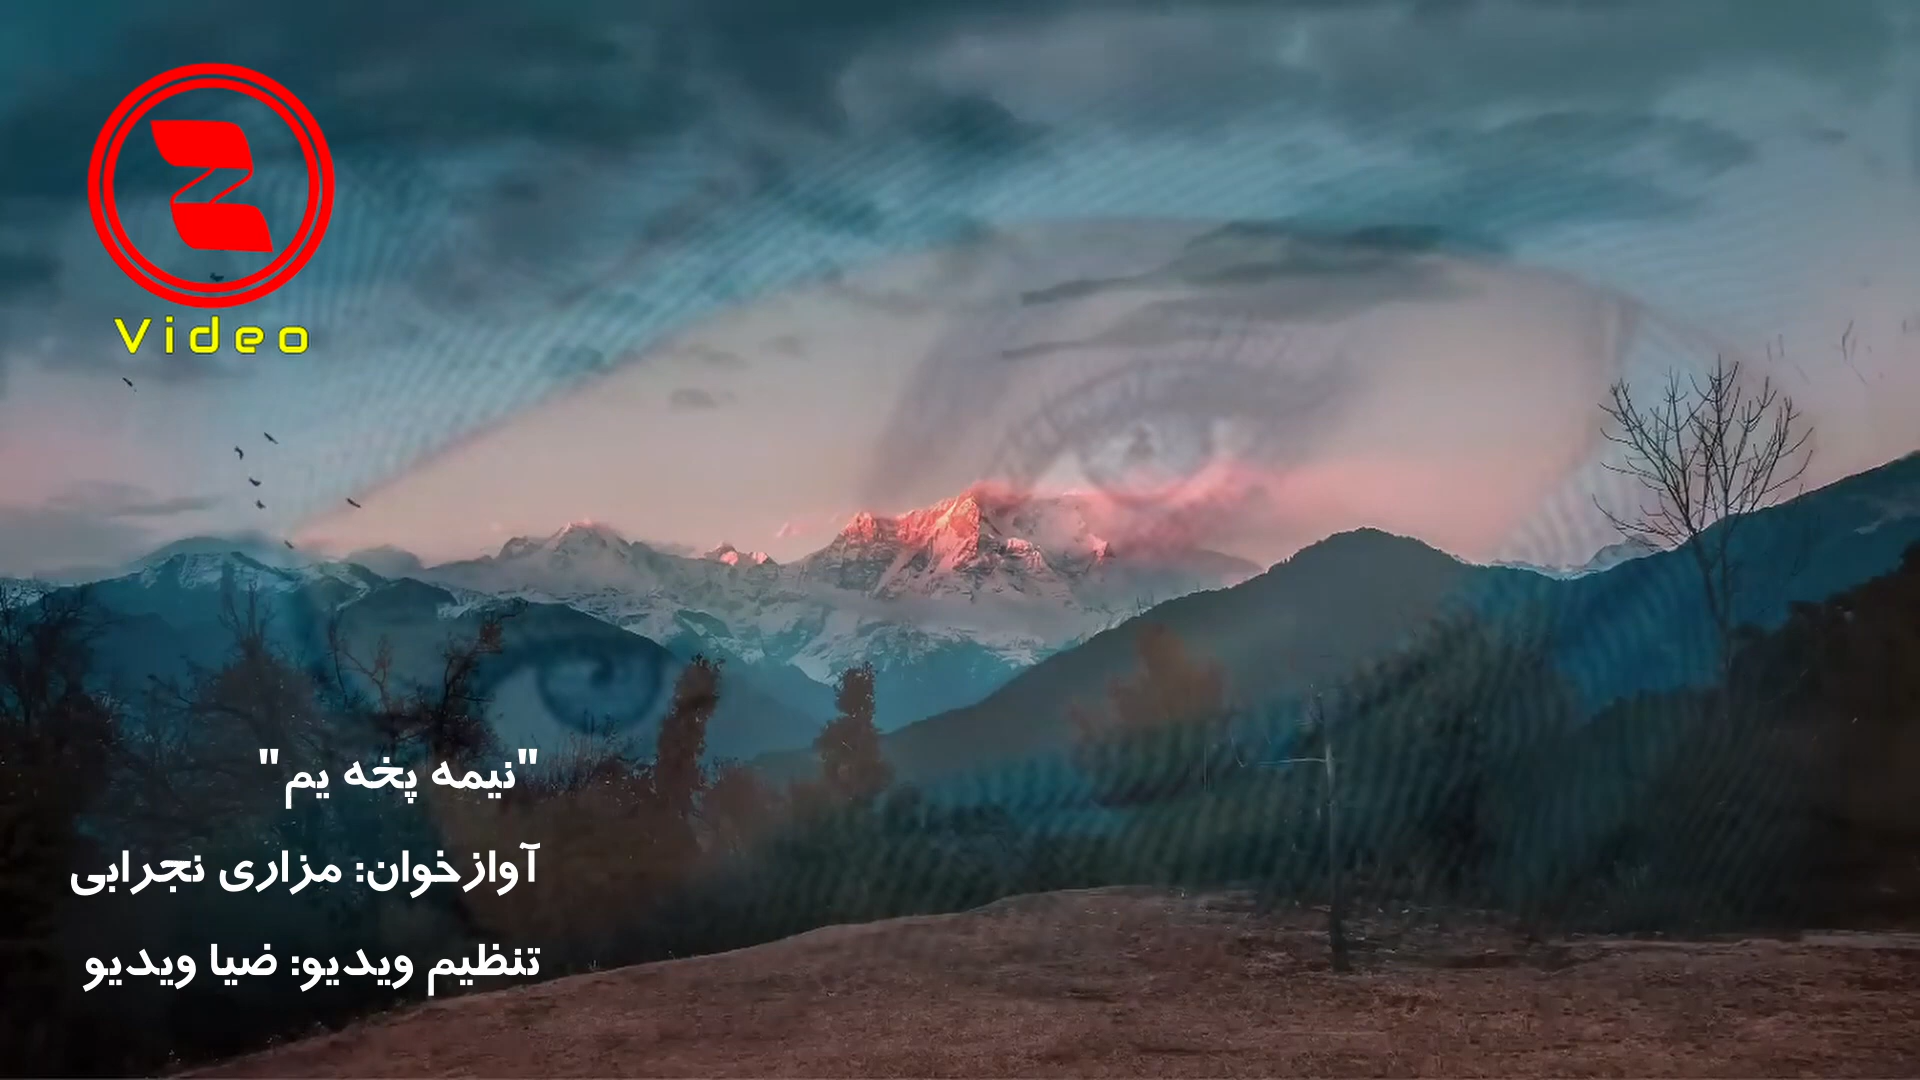 Video
"نیمه پخه یم"
آوازخوان: مزاری نجرابی
تنظیم ویدیو: ضیا ویدیو